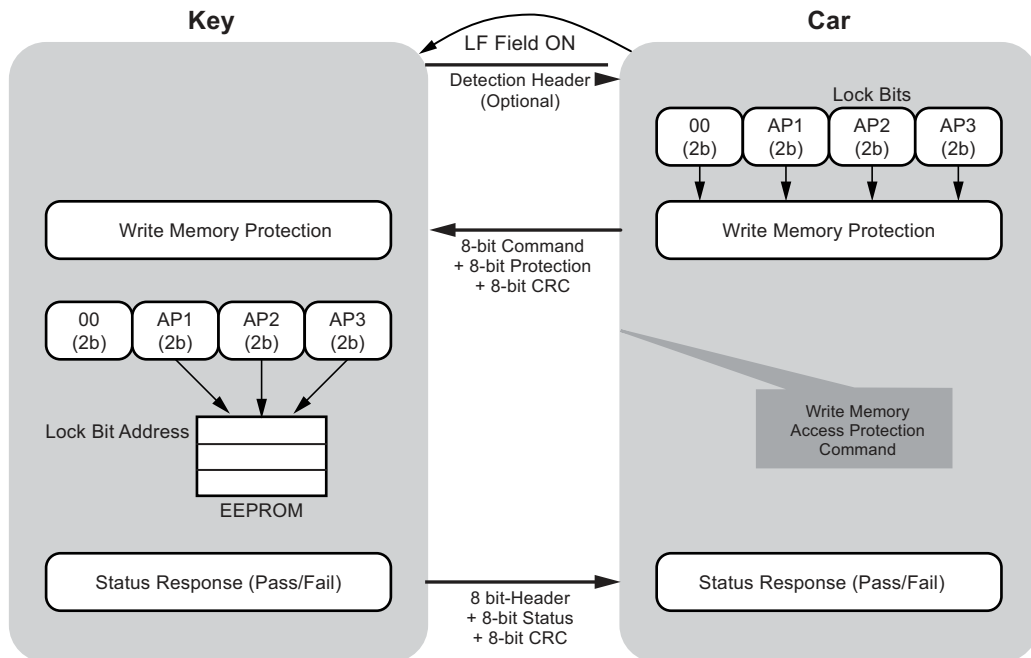 Key
Car
LF Field ON
Detection Header
(Optional)
Lock Bits
00
(2b)
AP1
(2b)
AP2
(2b)
AP3
(2b)
Write Memory Protection
Write Memory Protection
8-bit Command
+ 8-bit Protection
+ 8-bit CRC
00
(2b)
AP1
(2b)
AP2
(2b)
AP3
(2b)
Lock Bit Address
EEPROM
Write Memory
Access Protection
Command
Status Response (Pass/Fail)
Status Response (Pass/Fail)
8 bit-Header
+ 8-bit Status
+ 8-bit CRC